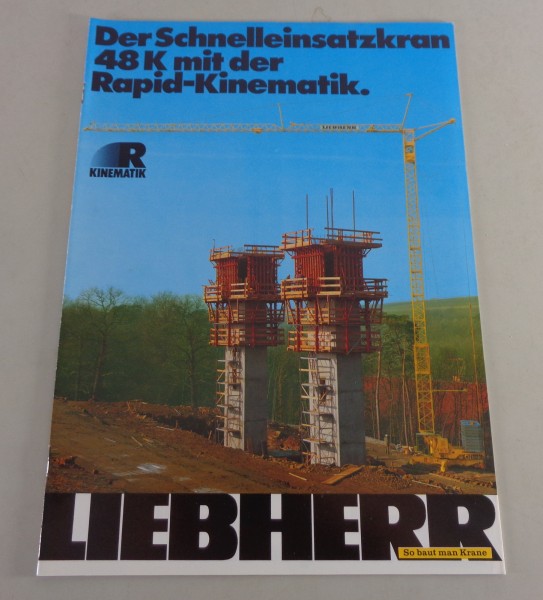 Der Schnelleinsatzkran
48 K mit der
Rapid-Kinematik.
LIEBHERR
R
KINEMATIK
LIEBHERR
So baut man Krane